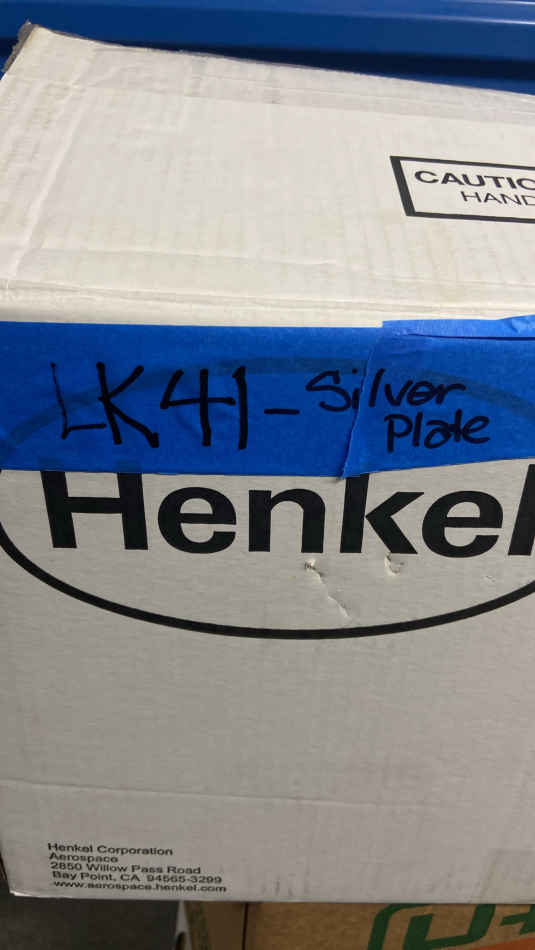 CAUTIO
HAND
LK41 - Silver
Plate
Henkel
Henkel Corporation
Aerospace
2850 Willow Pass Road
Bay Point, CA 94565-3299
www.aerospace.henkel.com